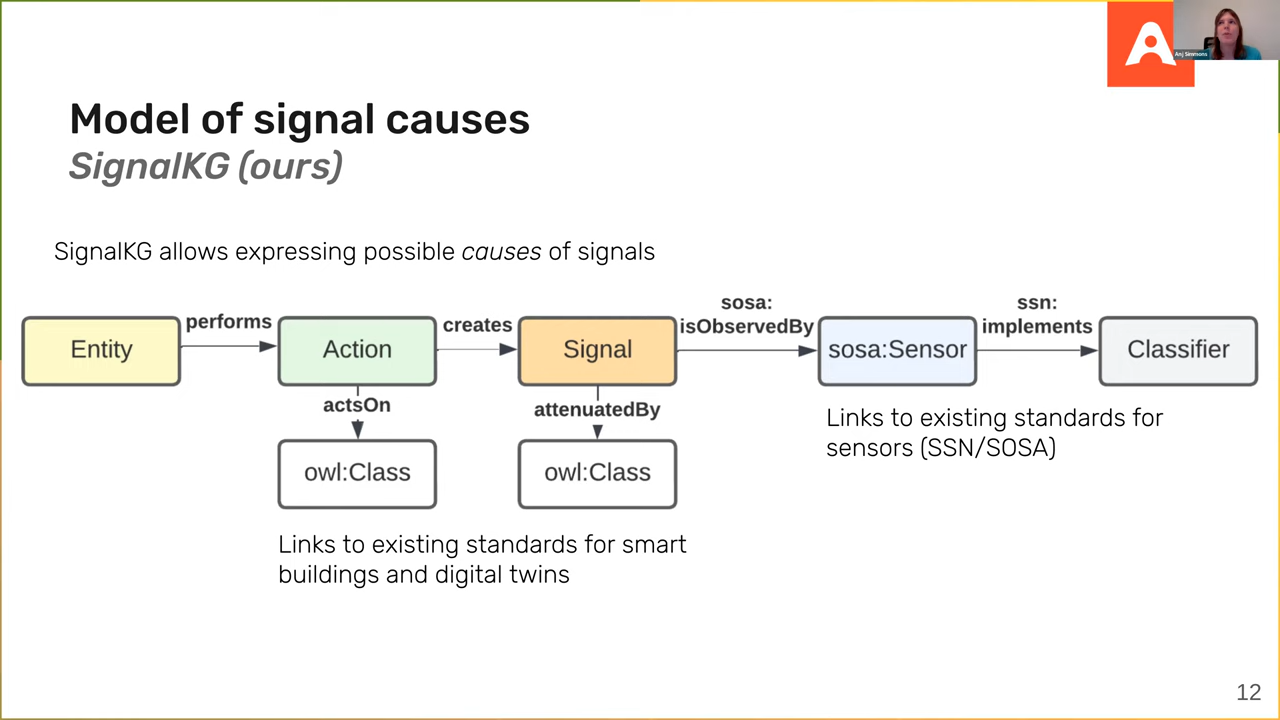 Anj Simmons
Model of signal causes
SignalKG (ours)
SignalKG allows expressing possible causes of signals
Entity
performs
Action
creates
Signal
sosa:
isObservedBy
sosa:Sensor
ssn:
implements
Classifier
actsOn
attenuatedBy
owl:Class
owl:Class
Links to existing standards for
sensors (SSN/SOSA)
Links to existing standards for smart
buildings and digital twins
12